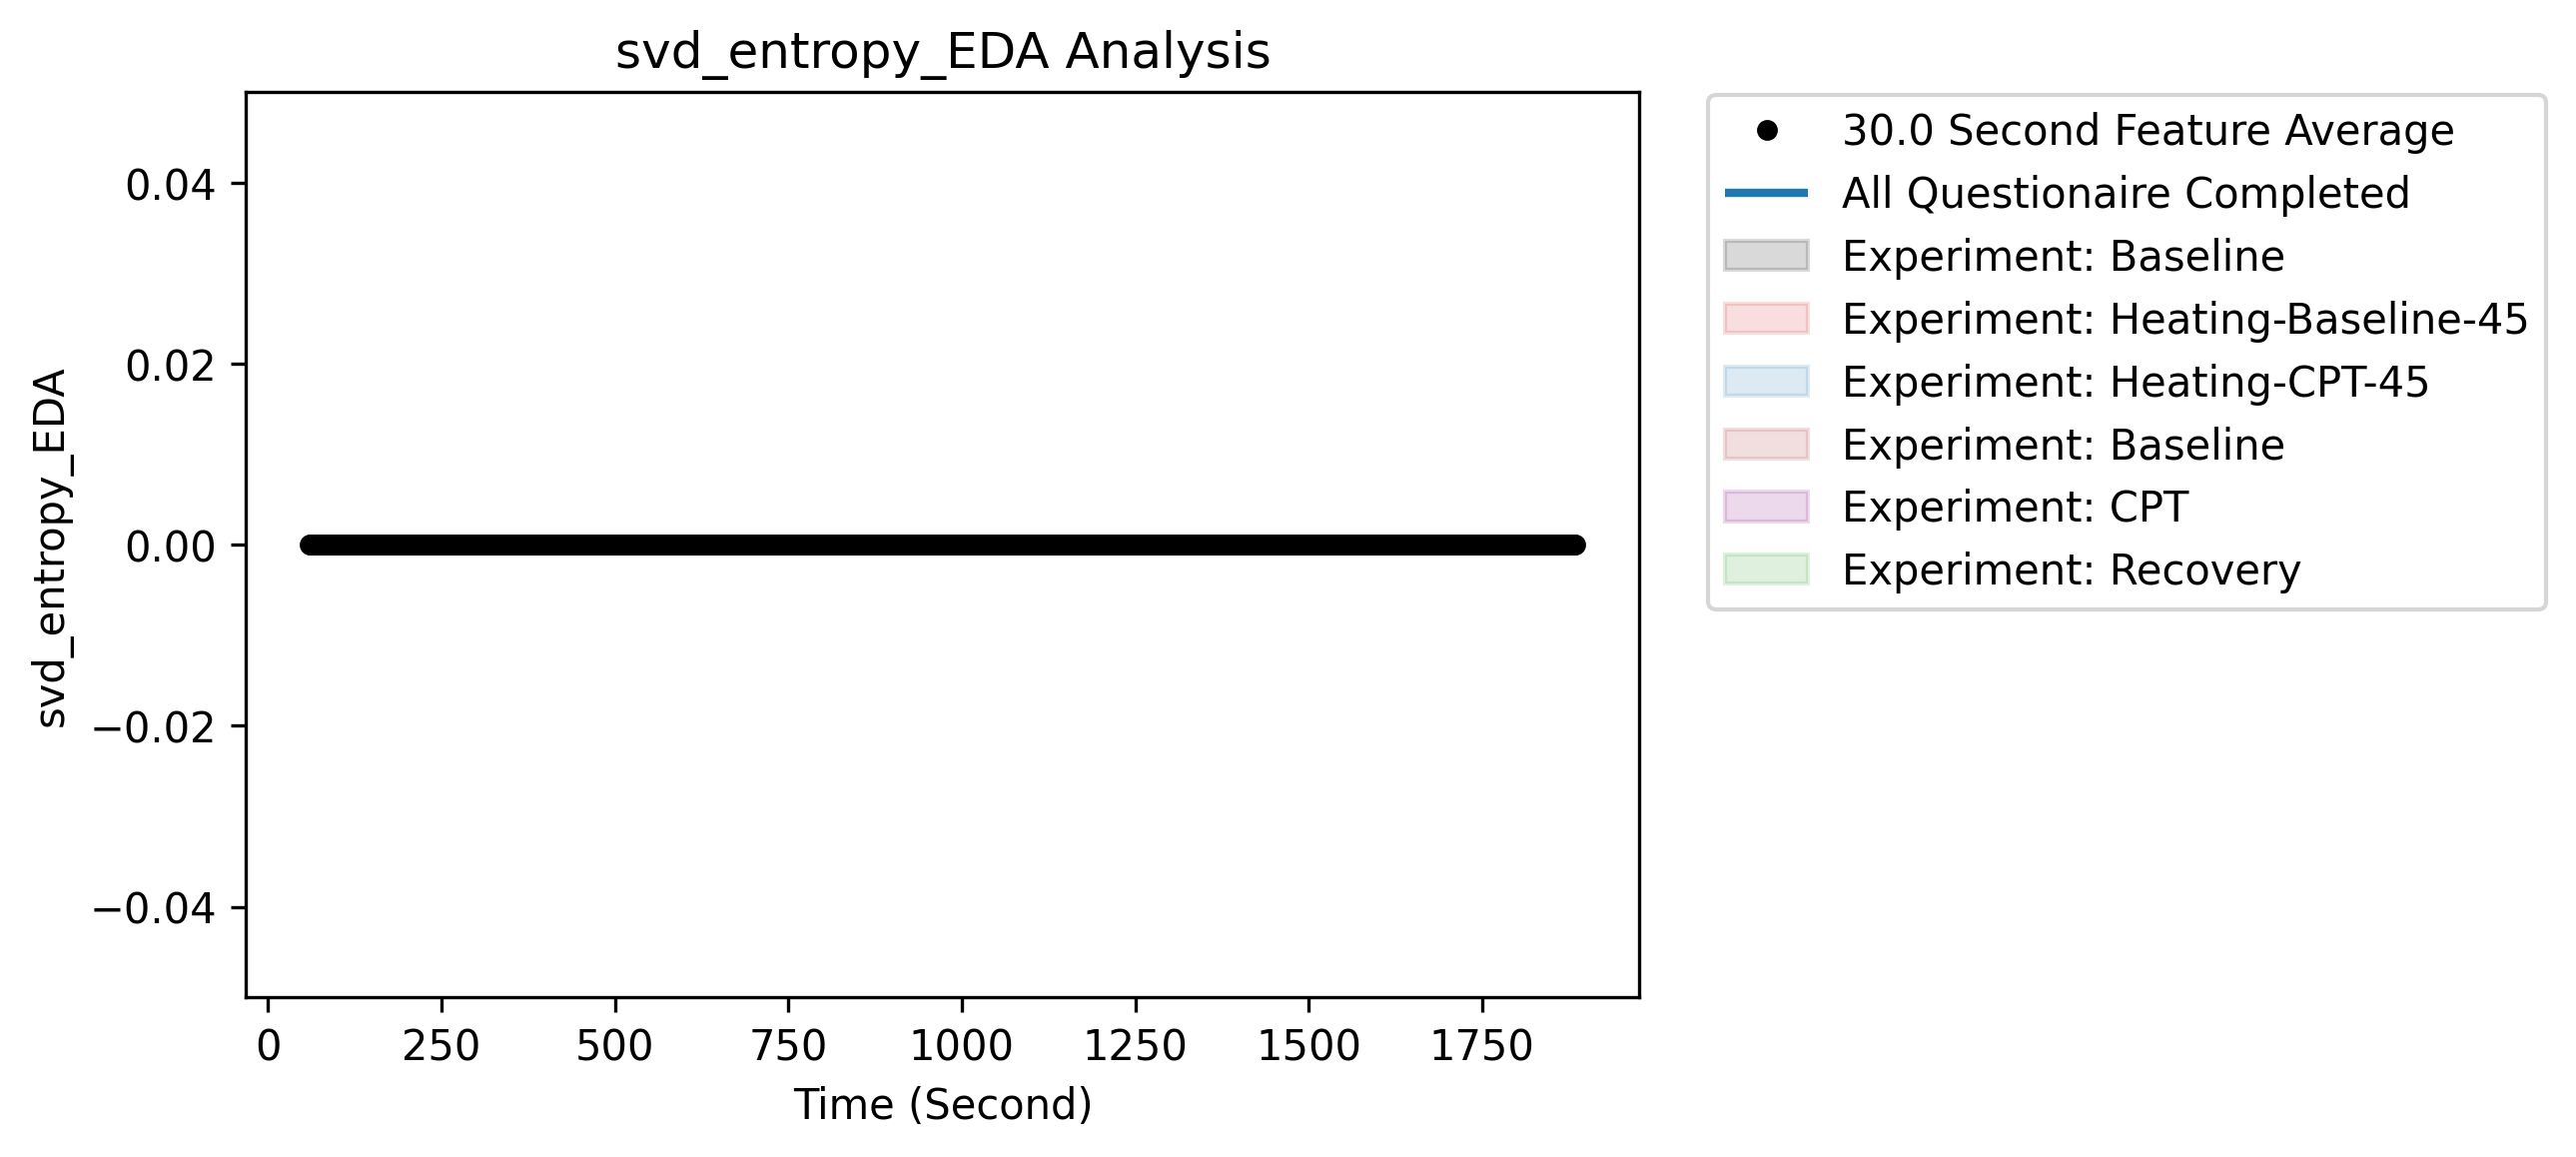 svd_entropy_EDA Analysis
0.04
0.02
0.00
−0.02
−0.04
svd_entropy_EDA
0 250 500 750 1000 1250 1500 1750
Time (Second)
30.0 Second Feature Average
All Questionaire Completed
Experiment: Baseline
Experiment: Heating-Baseline-45
Experiment: Heating-CPT-45
Experiment: Baseline
Experiment: CPT
Experiment: Recovery